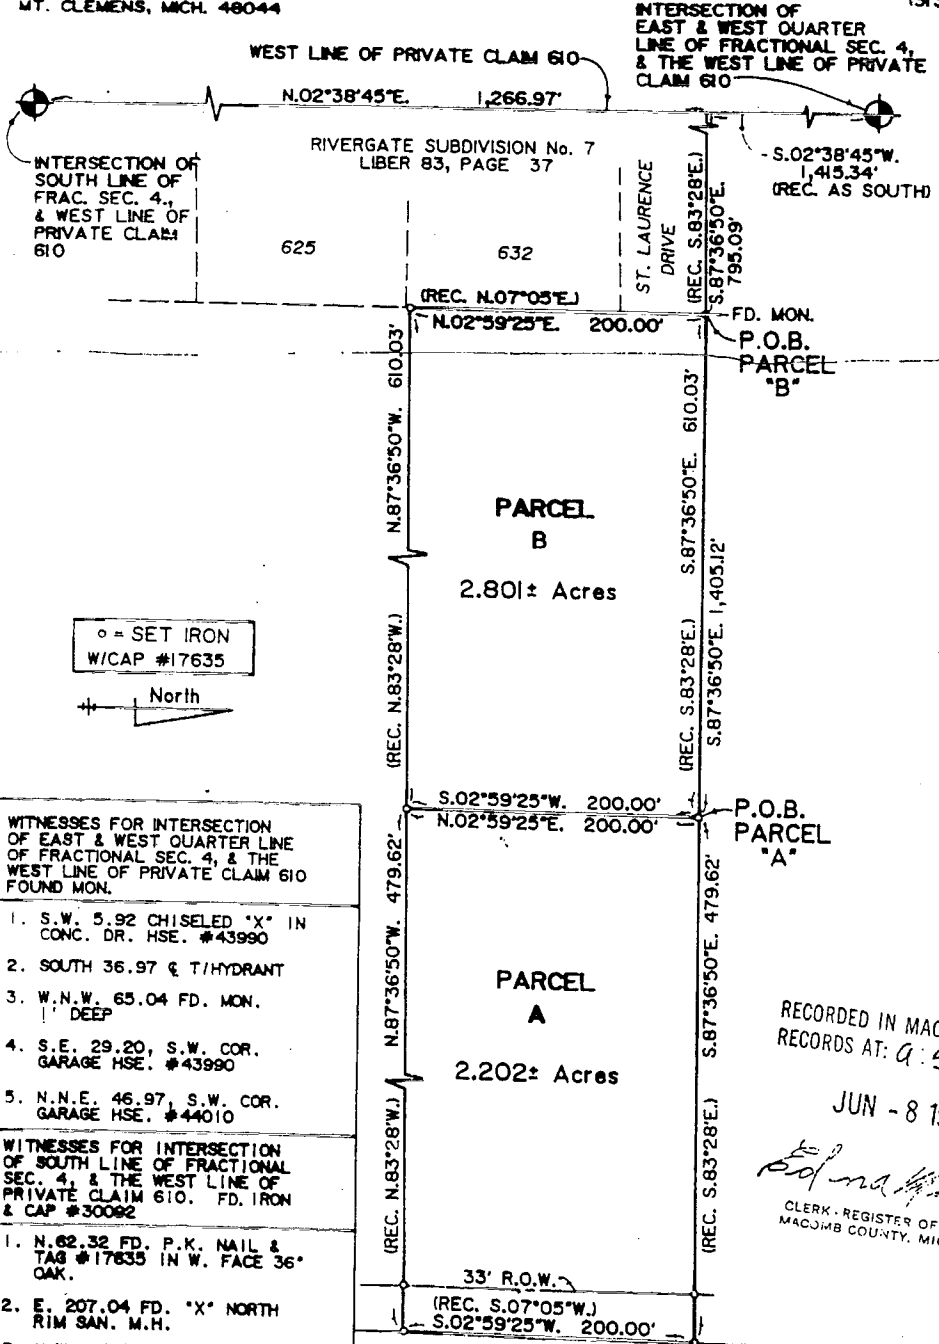 MT. CLEMENS, MICH. 48044
INTERSECTION OF
EAST & WEST QUARTER
LINE OF FRACTIONAL SEC. 4,
& THE WEST LINE OF PRIVATE
CLAIM 610
WEST LINE OF PRIVATE CLAIM 610
N.02°38'45"E. 1,266.97'
INTERSECTION OF
SOUTH LINE OF
FRAC. SEC. 4.,
& WEST LINE OF
PRIVATE CLAIM
610
RIVERGATE SUBDIVISION No. 7
LIBER 83, PAGE 37
S.02°38'45"W.
1,415.34'
(REC. AS SOUTH)
625
632
ST. LAURENCE
DRIVE
(REC. S.83°28'E.)
S.87°36'50"E.
795.09'
(REC. N.07°05'E.)
N.02°59'25"E. 200.00'
FD. MON.
P.O.B.
PARCEL
"B"
N.87°36'50"W. 610.03'
(REC. N.83°28'W.)
PARCEL
B
2.801± Acres
S.87°36'50"E. 610.03'
(REC. S.83°28'E.)
S.87°36'50"E. 1,405.12'
o = SET IRON
W/CAP #17635
North
S.02°59'25"W. 200.00'
N.02°59'25"E. 200.00'
P.O.B.
PARCEL
"A"
N.87°36'50"W. 479.62'
(REC. N.83°28'W.)
PARCEL
A
2.202± Acres
S.87°36'50"E. 479.62'
(REC. S.83°28'E.)
33' R.O.W.
(REC. S.07°05'W.)
S.02°59'25"W. 200.00'
WITNESSES FOR INTERSECTION
OF EAST & WEST QUARTER LINE
OF FRACTIONAL SEC. 4, & THE
WEST LINE OF PRIVATE CLAIM 610
FOUND MON.
1. S.W. 5.92 CHISELED "X" IN
CONC. DR. HSE. #43990
2. SOUTH 36.97 ℄ T/HYDRANT
3. W.N.W. 65.04 FD. MON.
1' DEEP
4. S.E. 29.20, S.W. COR.
GARAGE HSE. #43990
5. N.N.E. 46.97, S.W. COR.
GARAGE HSE. #44010
WITNESSES FOR INTERSECTION
OF SOUTH LINE OF FRACTIONAL
SEC. 4, & THE WEST LINE OF
PRIVATE CLAIM 610. FD. IRON
& CAP #30092
1. N.62.32 FD. P.K. NAIL &
TAG #17635 IN W. FACE 36"
OAK.
2. E. 207.04 FD. "X" NORTH
RIM SAN. M.H.
RECORDED IN MAC
RECORDS AT:
JUN - 8 1
CLERK - REGISTER OF
MACOMB COUNTY, MI